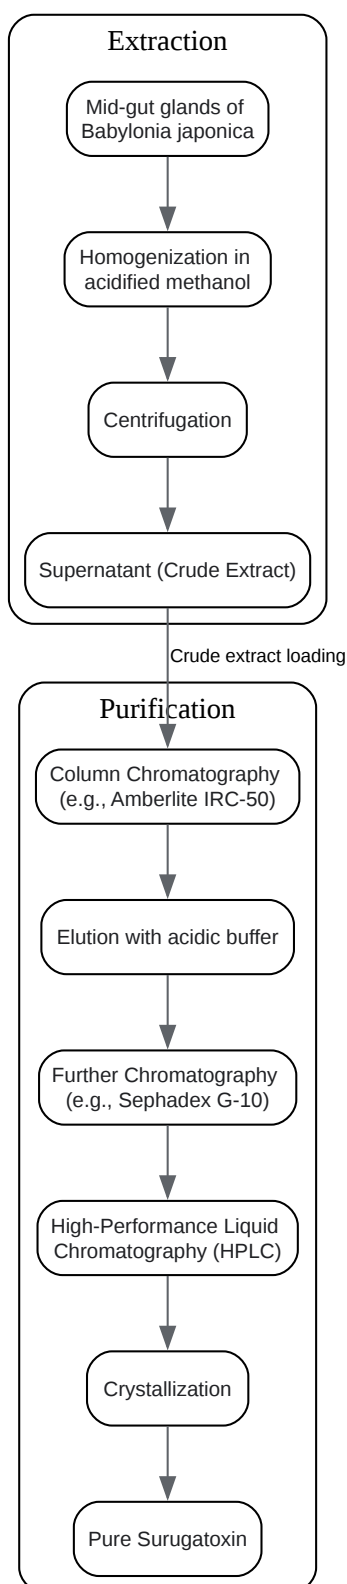 Extraction
Mid-gut glands of
Babylonia japonica
Homogenization in
acidified methanol
Centrifugation
Supernatant (Crude Extract)
Crude extract loading
Purification
Column Chromatography
(e.g., Amberlite IRC-50)
Elution with acidic buffer
Further Chromatography
(e.g., Sephadex G-10)
High-Performance Liquid
Chromatography (HPLC)
Crystallization
Pure Surugatoxin